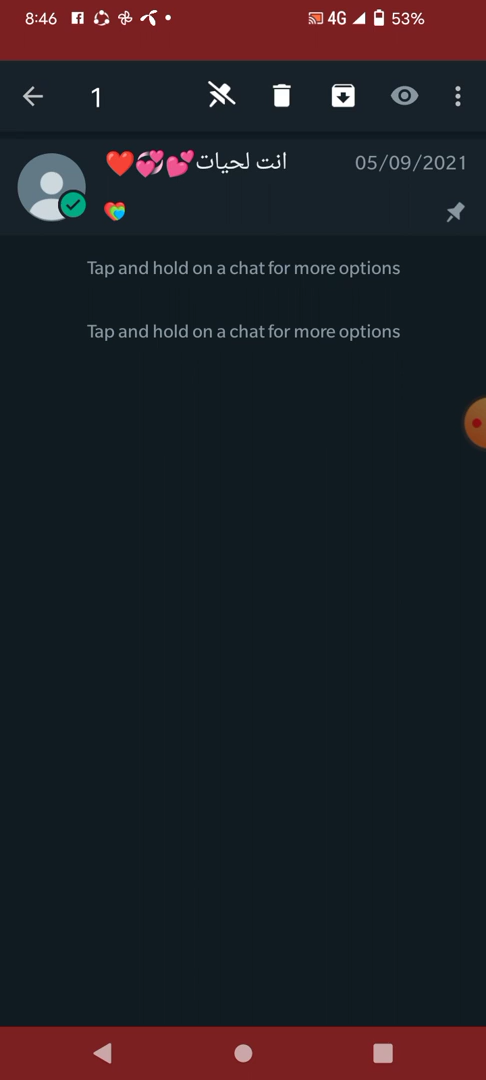 8:46 4G 53%
1
انت لحيات💕💞❤️ 05/09/2021
Tap and hold on a chat for more options
Tap and hold on a chat for more options